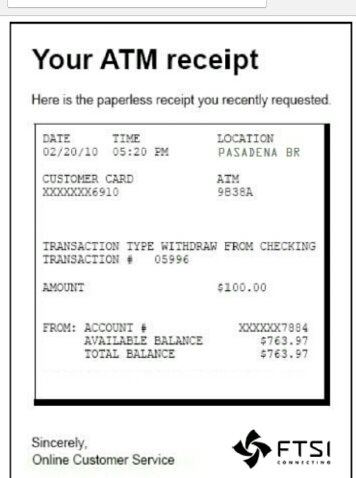 Your ATM receipt
Here is the paperless receipt you recently requested.
DATE TIME LOCATION
02/20/10 05:20 PM PASADENA BR
CUSTOMER CARD ATM
XXXXXXX6910 9B38A
TRANSACTION TYPE WITHDRAW FROM CHECKING
TRANSACTION # 05996
AMOUNT $100.00
FROM: ACCOUNT # XXXXXX7884
AVAILABLE BALANCE $763.97
TOTAL BALANCE $763.97
Sincerely,
Online Customer Service
FTSI
CONNECTING